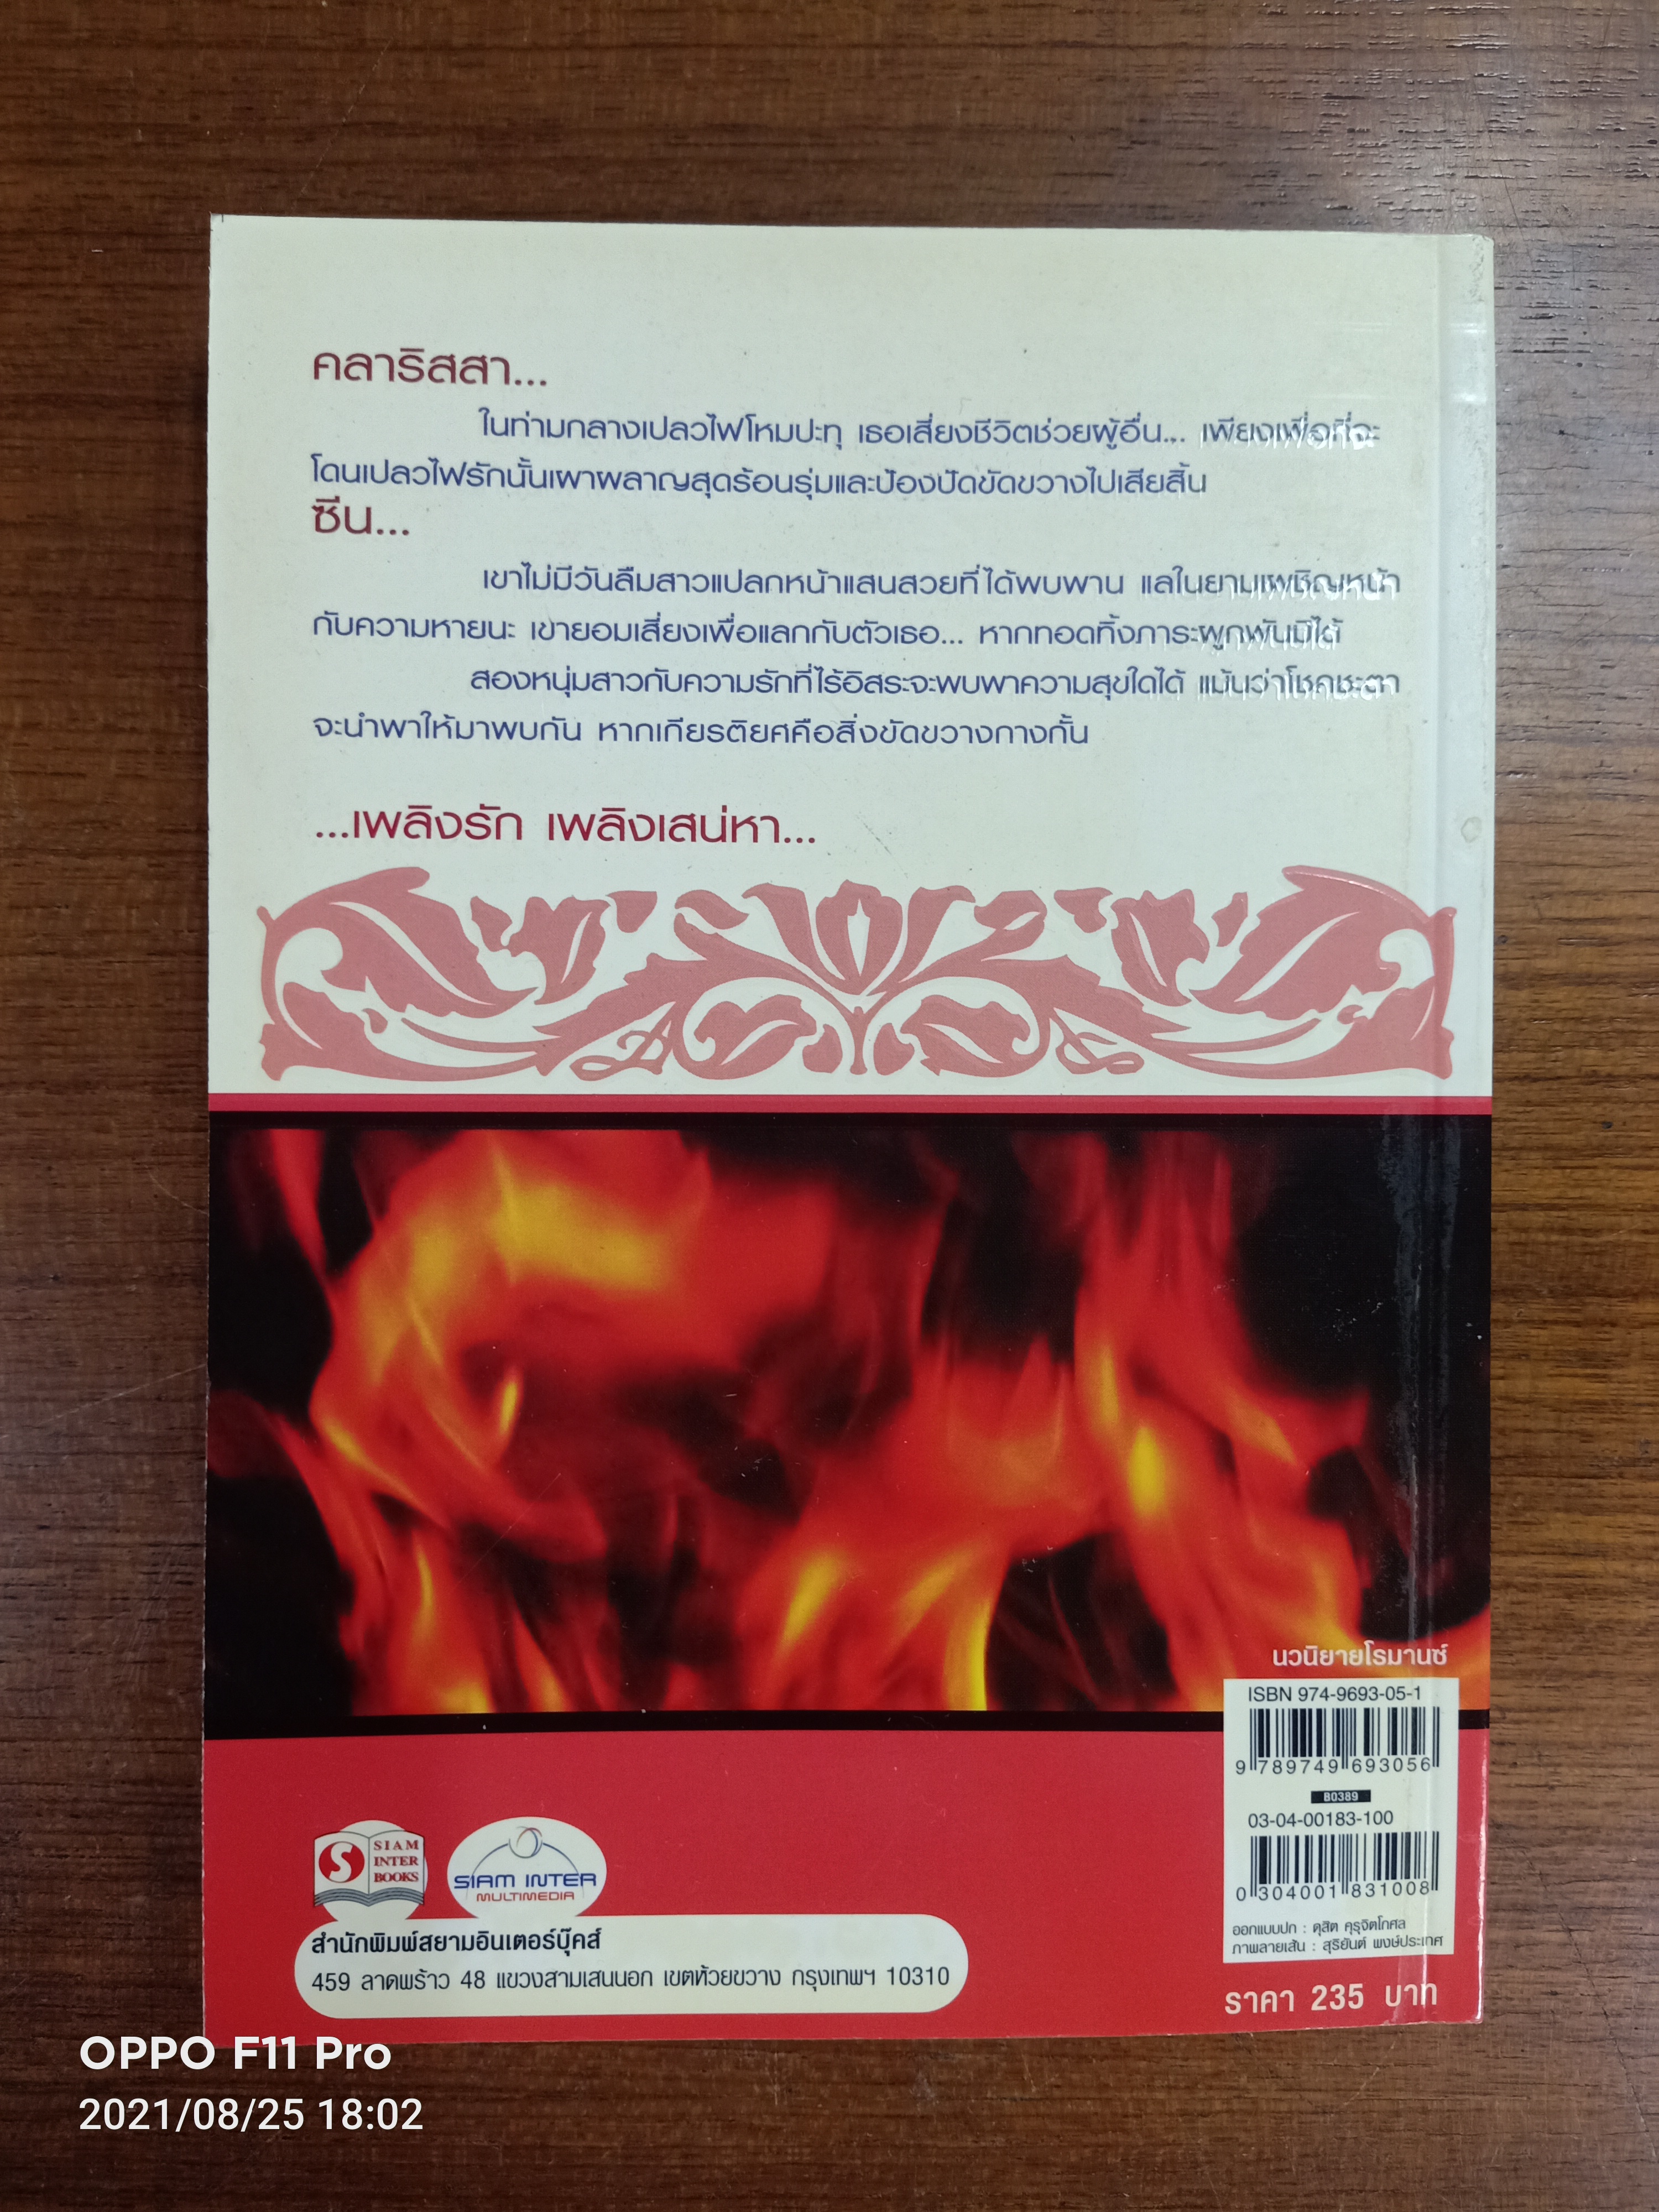 คลาริสสา...
ในท่ามกลางเปลวไฟโหมปะทุ เธอเสี่ยงชีวิตช่วยผู้อื่น... เพียงเพื่อที่จะ
โดนเปลวไฟรักนั้นเผาผลาญสุดร้อนรุ่มและป้องปัดขัดขวางไปเสียสิ้น
ซีน...
เขาไม่มีวันลืมสาวแปลกหน้าแสนสวยที่ได้พบพาน แลในยามเผชิญหน้า
กับความหายนะ เขายอมเสี่ยงเพื่อแลกกับตัวเธอ... หากทอดทิ้งภาระผูกพันมิได้
สองหนุ่มสาวกับความรักที่ไร้อิสระจะพบพาความสุขใดได้ แม้นว่าโชคชะตา
จะนำพาให้มาพบกัน หากเกียรติยศคือสิ่งขัดขวางกางกั้น
...เพลิงรัก เพลิงเสน่หา...
นวนิยายโรมานซ์
ISBN 974-9693-05-1
9 789749 693056
B0389
03-04-00183-100
0 304001 831008
ออกแบบปก : ดุสิต คุรุจิตโกศล
ภาพลายเส้น : สุริยันต์ พงษ์ประเทศ
ราคา 235 บาท
S SIAM
INTER
BOOKS
SIAM INTER
MULTIMEDIA
สำนักพิมพ์สยามอินเตอร์บุ๊คส์
459 ลาดพร้าว 48 แขวงสามเสนนอก เขตห้วยขวาง กรุงเทพฯ 10310
OPPO F11 Pro
2021/08/25 18:02